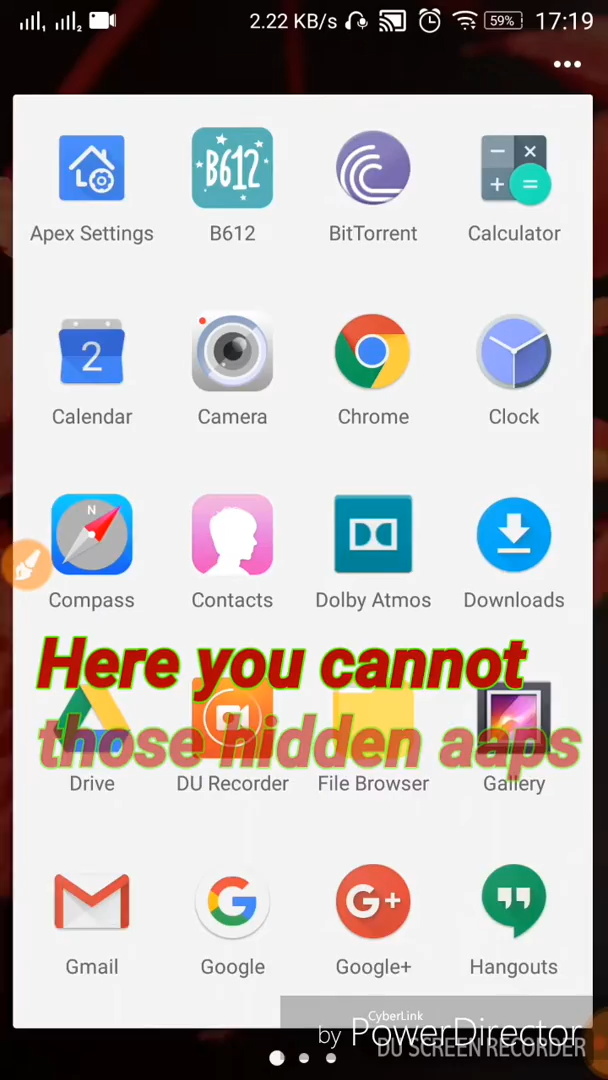 2.22 KB/s 59% 17:19
B612
Apex Settings B612 BitTorrent Calculator
2
Calendar Camera Chrome Clock
N
Compass Contacts Dolby Atmos Downloads
Here you cannot
those hidden aaps
Drive DU Recorder File Browser Gallery
G+
Gmail Google Google+ Hangouts
CyberLink
by PowerDirector
DU SCREEN RECORDER